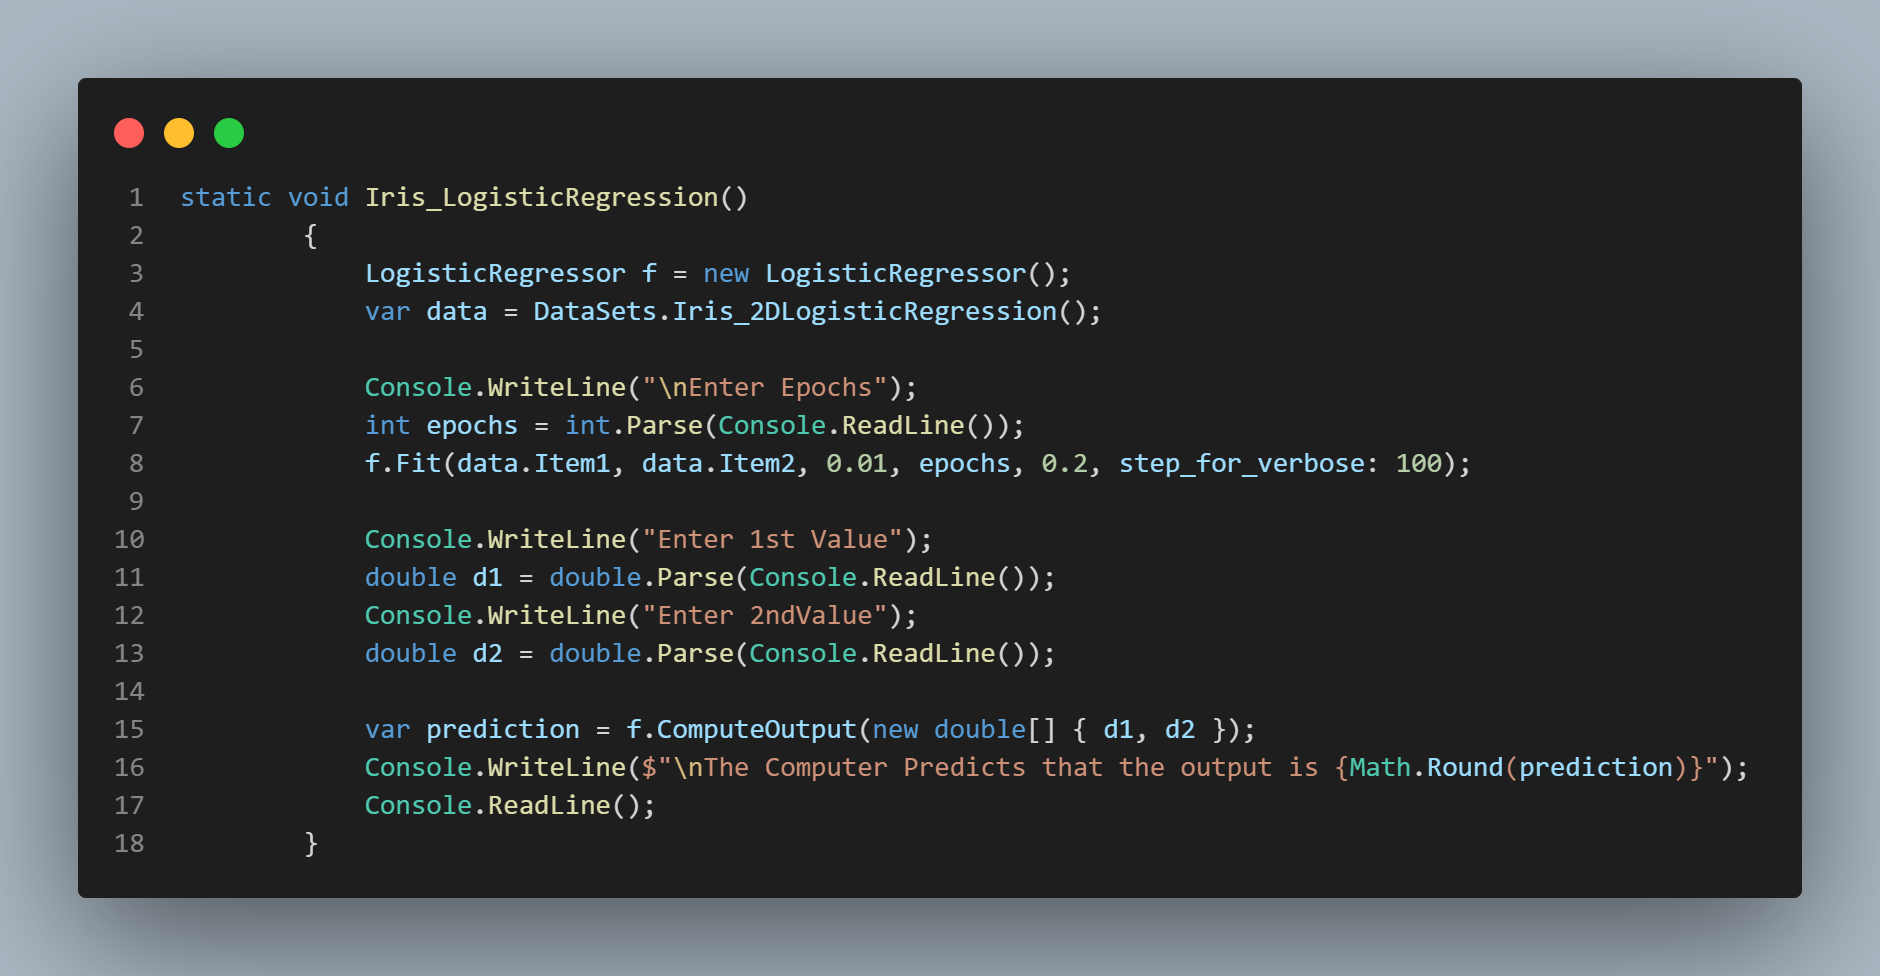 1 static void Iris_LogisticRegression()
2         {
3             LogisticRegressor f = new LogisticRegressor();
4             var data = DataSets.Iris_2DLogisticRegression();
5
6             Console.WriteLine("\nEnter Epochs");
7             int epochs = int.Parse(Console.ReadLine());
8             f.Fit(data.Item1, data.Item2, 0.01, epochs, 0.2, step_for_verbose: 100);
9
10             Console.WriteLine("Enter 1st Value");
11             double d1 = double.Parse(Console.ReadLine());
12             Console.WriteLine("Enter 2ndValue");
13             double d2 = double.Parse(Console.ReadLine());
14
15             var prediction = f.ComputeOutput(new double[] { d1, d2 });
16             Console.WriteLine($"\nThe Computer Predicts that the output is {Math.Round(prediction)}");
17             Console.ReadLine();
18         }